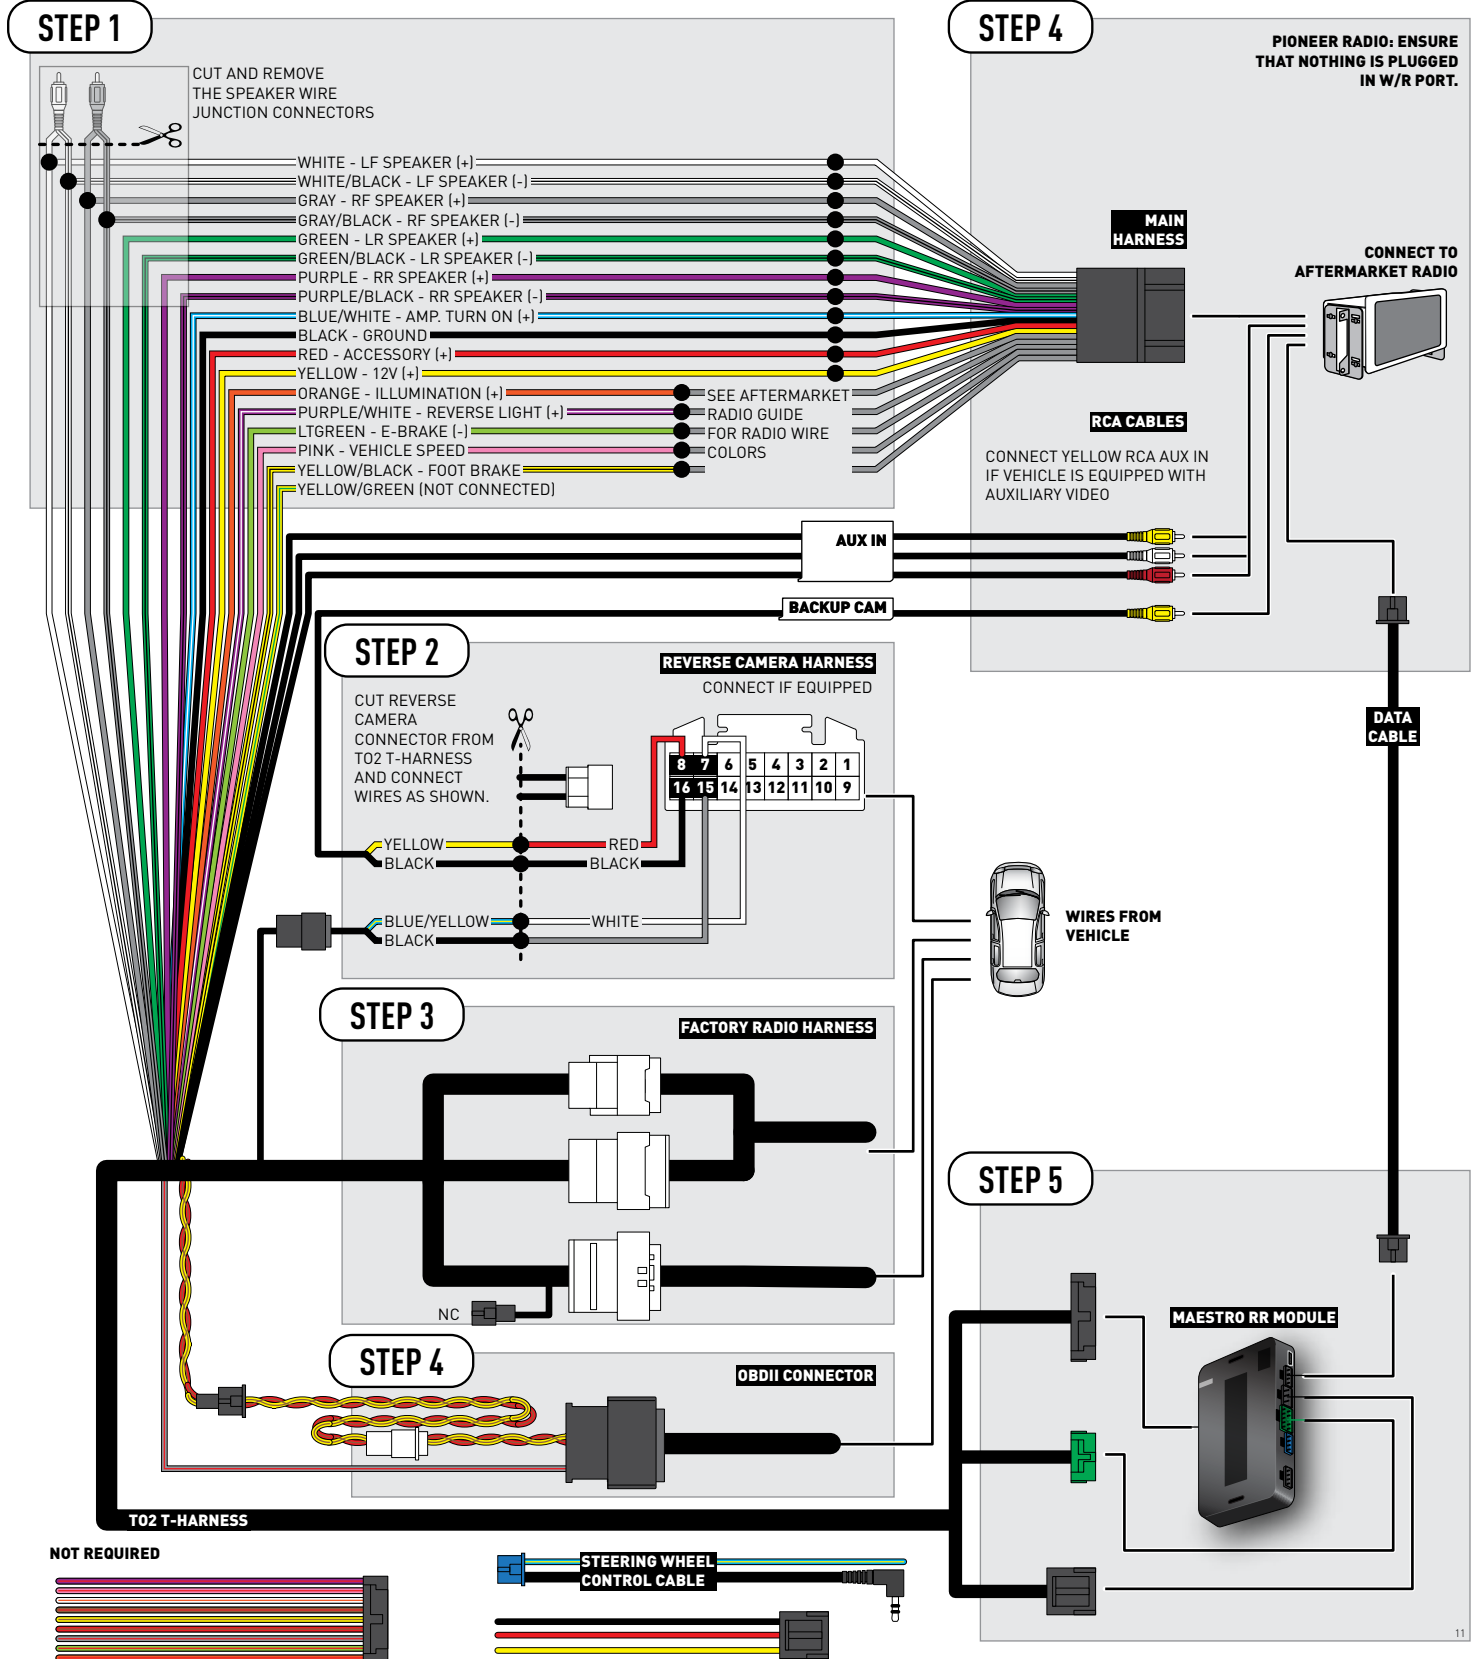 STEP 1
CUT AND REMOVE
THE SPEAKER WIRE
JUNCTION CONNECTORS
WHITE - LF SPEAKER (+)
WHITE/BLACK - LF SPEAKER (-)
GRAY - RF SPEAKER (+)
GRAY/BLACK - RF SPEAKER (-)
GREEN - LR SPEAKER (+)
GREEN/BLACK - LR SPEAKER (-)
PURPLE - RR SPEAKER (+)
PURPLE/BLACK - RR SPEAKER (-)
BLUE/WHITE - AMP. TURN ON (+)
BLACK - GROUND
RED - ACCESSORY (+)
YELLOW - 12V (+)
ORANGE - ILLUMINATION (+)
PURPLE/WHITE - REVERSE LIGHT (+)
LTGREEN - E-BRAKE (-)
PINK - VEHICLE SPEED
YELLOW/BLACK - FOOT BRAKE
YELLOW/GREEN (NOT CONNECTED)
SEE AFTERMARKET
RADIO GUIDE
FOR RADIO WIRE
COLORS
STEP 4
PIONEER RADIO: ENSURE
THAT NOTHING IS PLUGGED
IN W/R PORT.
MAIN
HARNESS
CONNECT TO
AFTERMARKET RADIO
RCA CABLES
CONNECT YELLOW RCA AUX IN
IF VEHICLE IS EQUIPPED WITH
AUXILIARY VIDEO
AUX IN
BACKUP CAM
DATA
CABLE
STEP 2
REVERSE CAMERA HARNESS
CONNECT IF EQUIPPED
CUT REVERSE
CAMERA
CONNECTOR FROM
TO2 T-HARNESS
AND CONNECT
WIRES AS SHOWN.
8 7 6 5 4 3 2 1
16 15 14 13 12 11 10 9
YELLOW
RED
BLACK
BLACK
BLUE/YELLOW
WHITE
BLACK
WIRES FROM
VEHICLE
STEP 3
FACTORY RADIO HARNESS
NC
STEP 4
OBDII CONNECTOR
STEP 5
MAESTRO RR MODULE
TO2 T-HARNESS
NOT REQUIRED
STEERING WHEEL
CONTROL CABLE
11